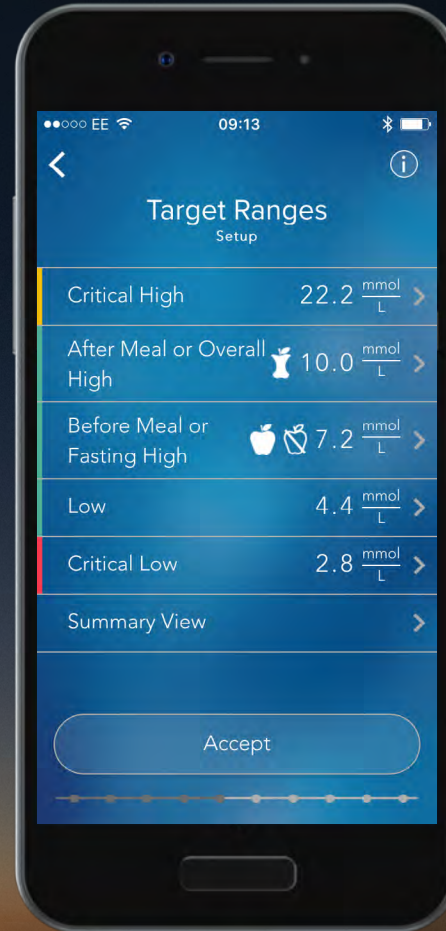 EE
09:13
Target Ranges
Setup
Critical High 22.2 mmol/L
After Meal or Overall
High 10.0 mmol/L
Before Meal or
Fasting High 7.2 mmol/L
Low 4.4 mmol/L
Critical Low 2.8 mmol/L
Summary View
Accept